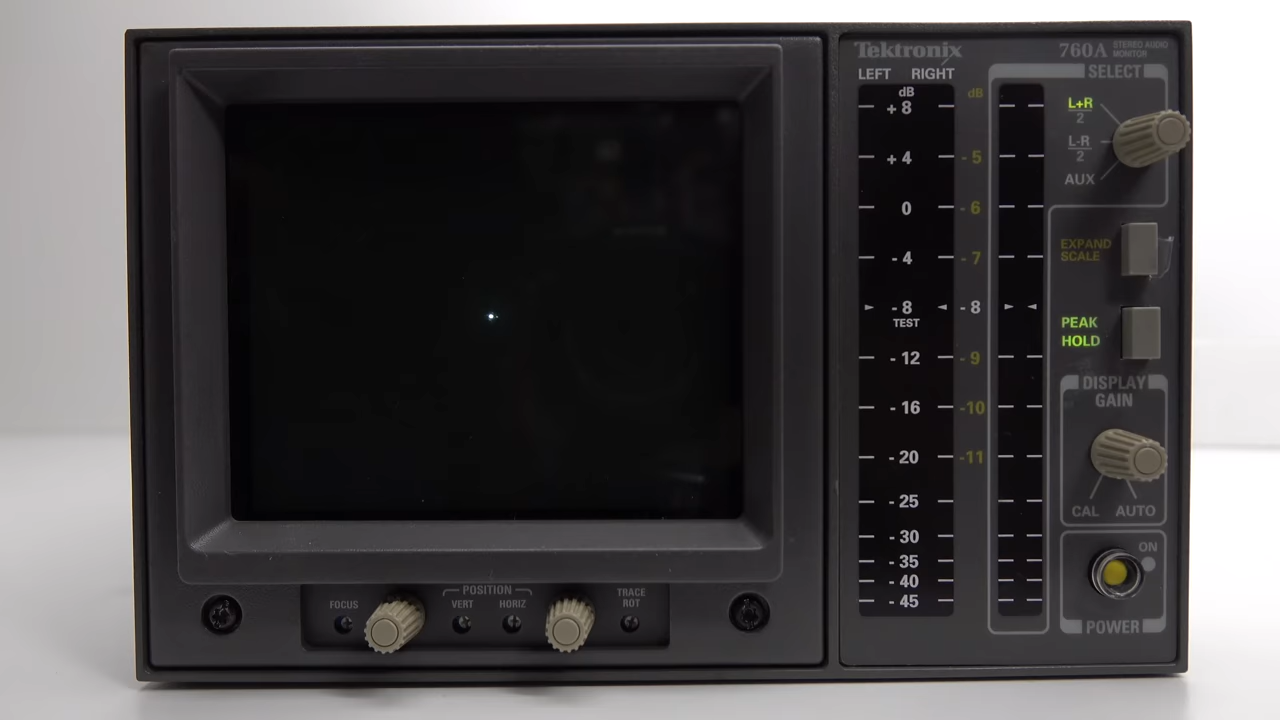 Tektronix
760A STEREO AUDIO MONITOR
LEFT RIGHT
dB dB
+ 8
+ 4 - 5
0 - 6
- 4 - 7
- 8 - 8
TEST
- 12 - 9
- 16 -10
- 20 -11
- 25
- 30
- 35
- 40
- 45
SELECT
L+R
2
L-R
2
AUX
EXPAND
SCALE
PEAK
HOLD
DISPLAY
GAIN
CAL AUTO
ON
POWER
FOCUS
POSITION
VERT HORIZ
TRACE
ROT